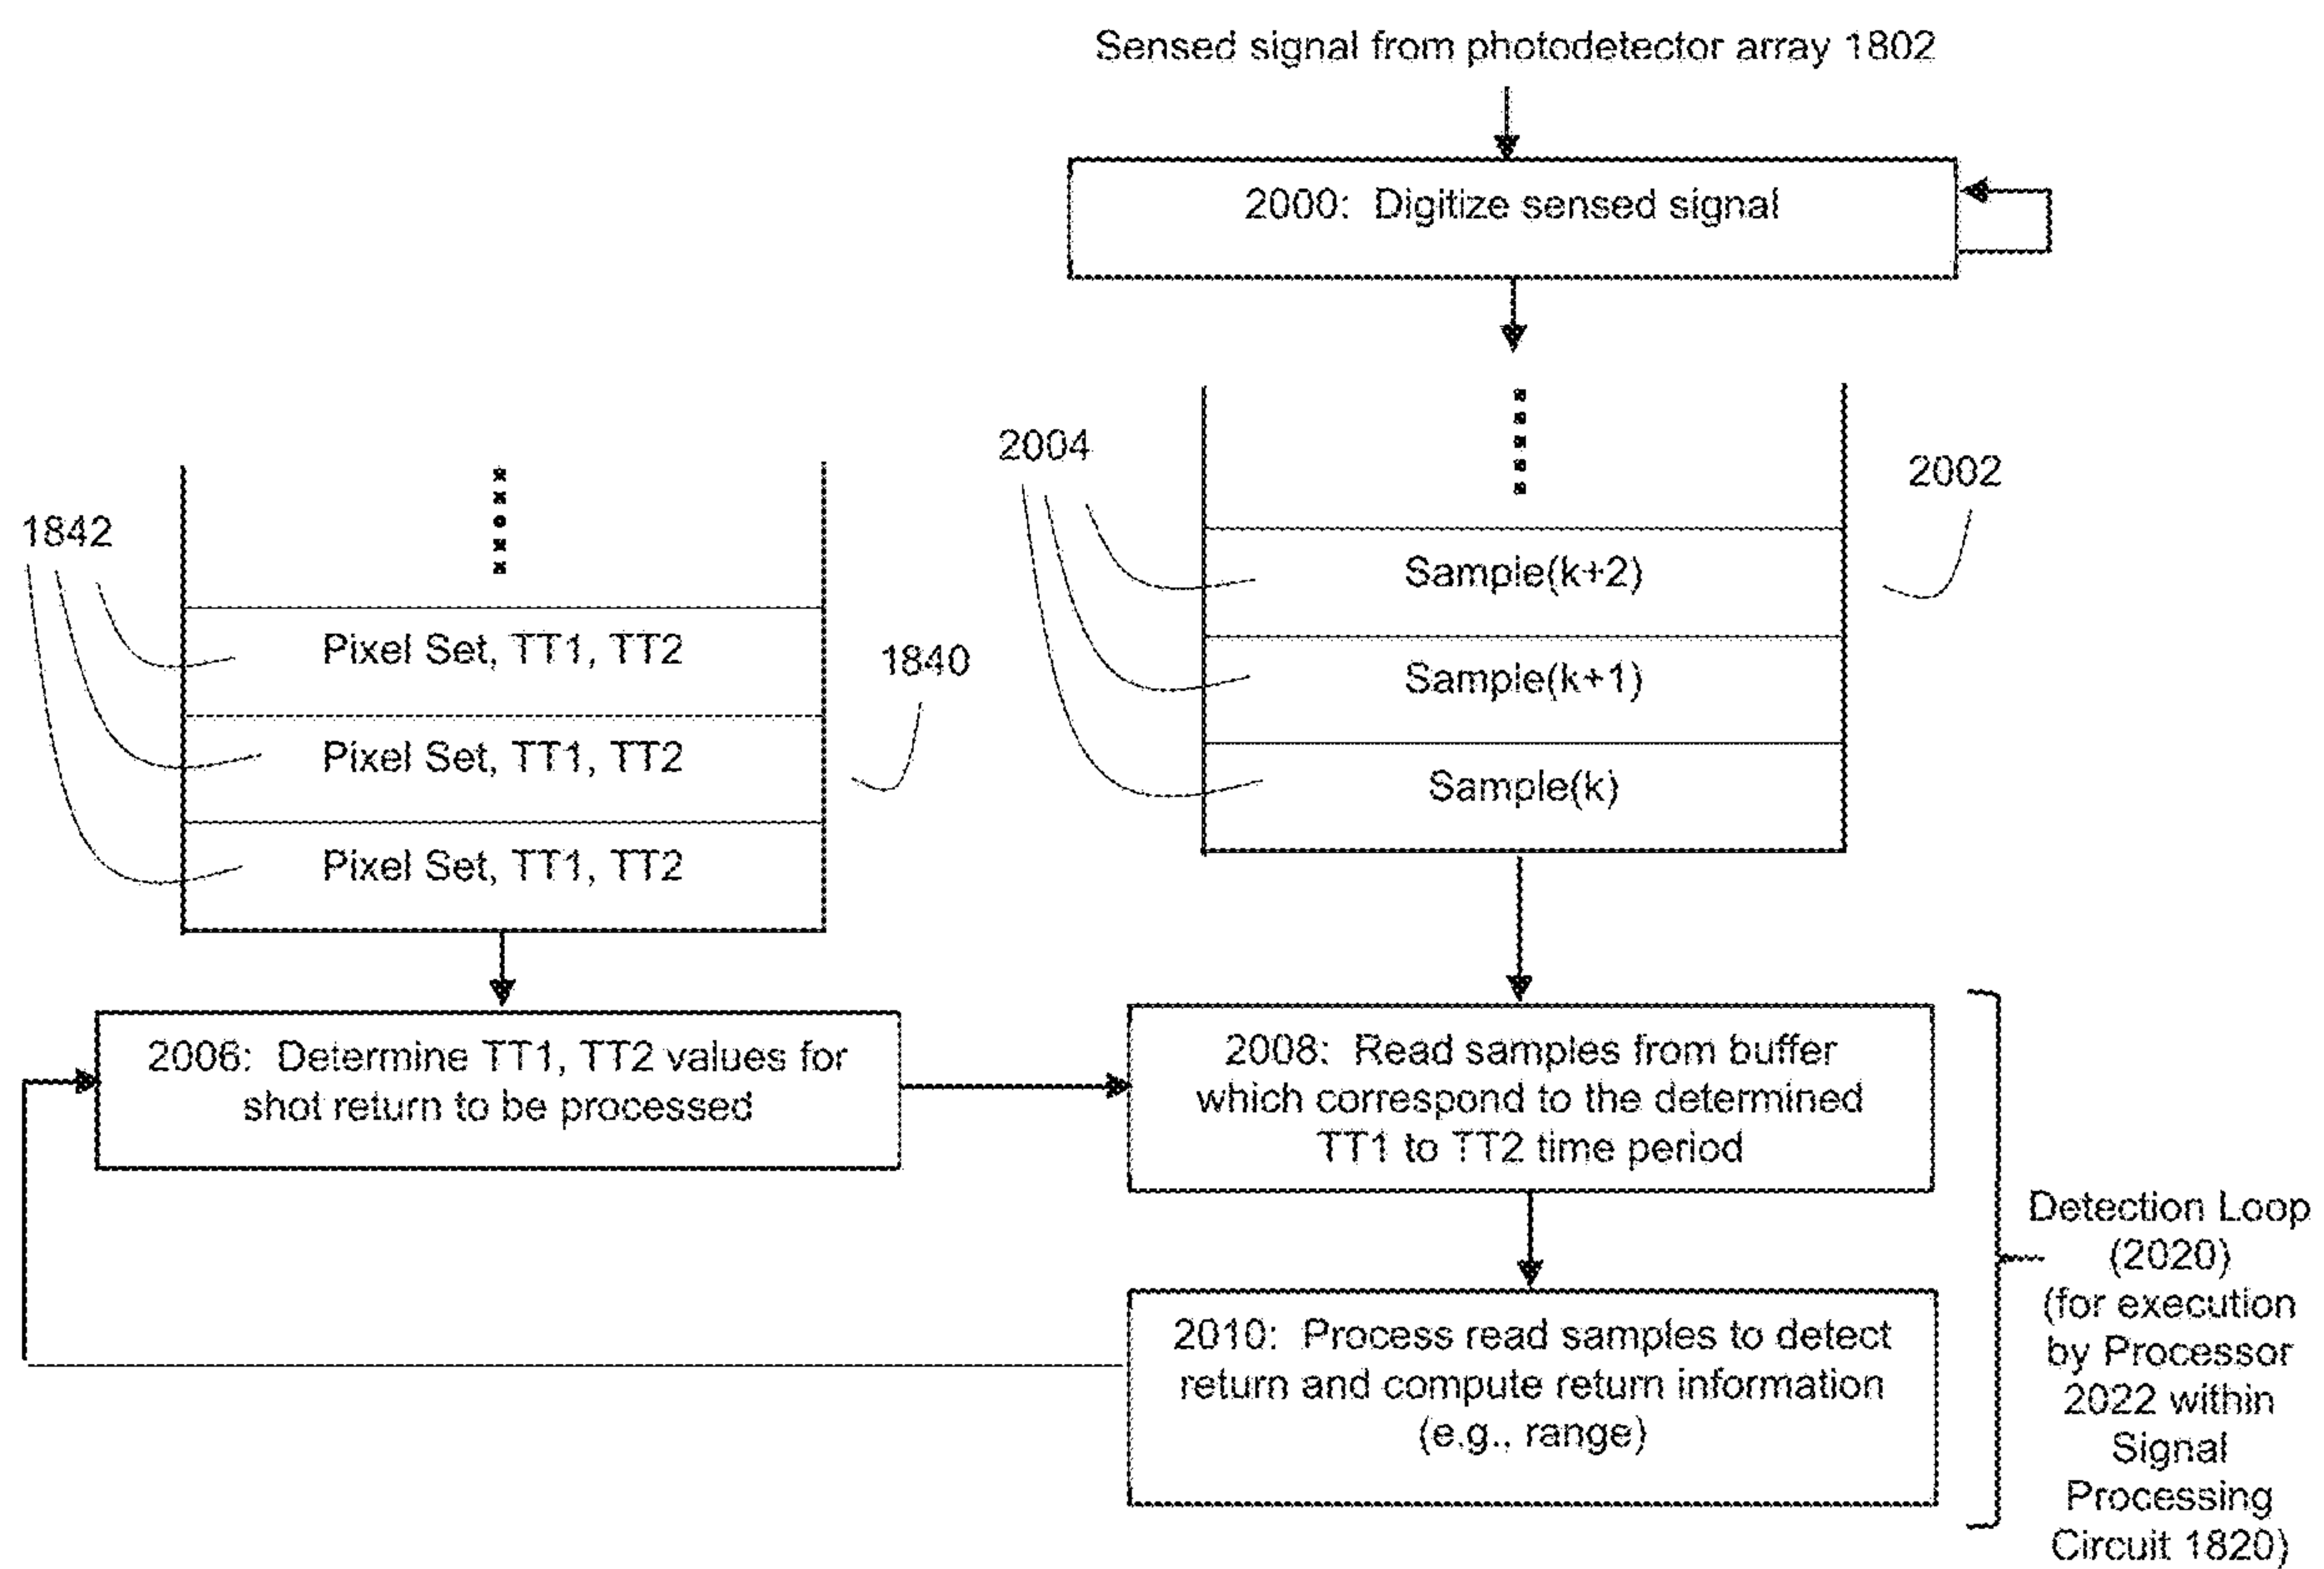 Sensed signal from photodetector array 1802
2000: Digitize sensed signal
2004
2002
Sample(k+2)
Sample(k+1)
Sample(k)
1842
1840
Pixel Set, TT1, TT2
Pixel Set, TT1, TT2
Pixel Set, TT1, TT2
2006: Determine TT1, TT2 values for
shot return to be processed
2008: Read samples from buffer
which correspond to the determined
TT1 to TT2 time period
2010: Process read samples to detect
return and compute return information
(e.g., range)
Detection Loop
(2020)
(for execution
by Processor
2022 within
Signal
Processing
Circuit 1820)